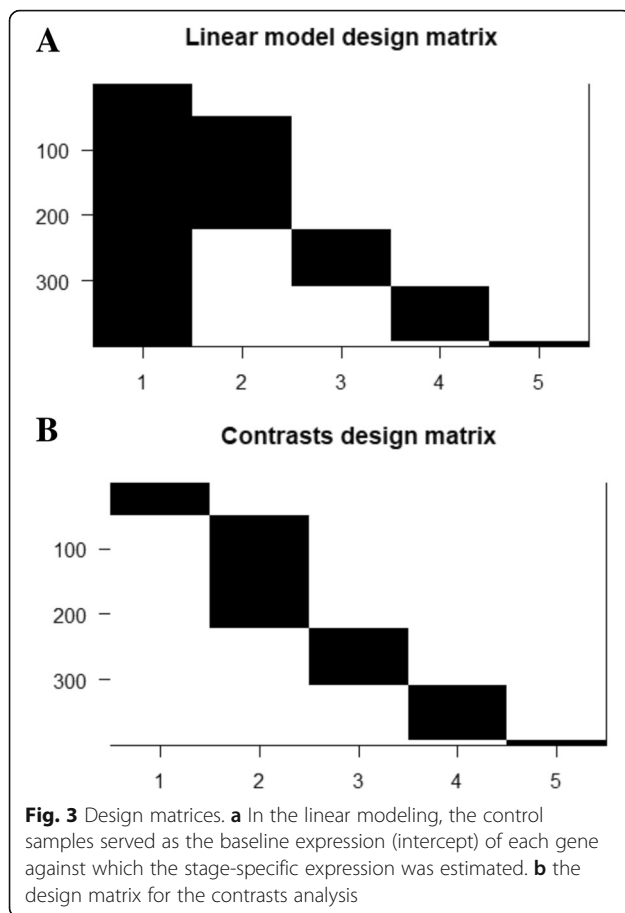 A
Linear model design matrix
100
200
300
1 2 3 4 5
B
Contrasts design matrix
100
200
300
1 2 3 4 5
Fig. 3 Design matrices. a In the linear modeling, the control
samples served as the baseline expression (intercept) of each gene
against which the stage-specific expression was estimated. b the
design matrix for the contrasts analysis